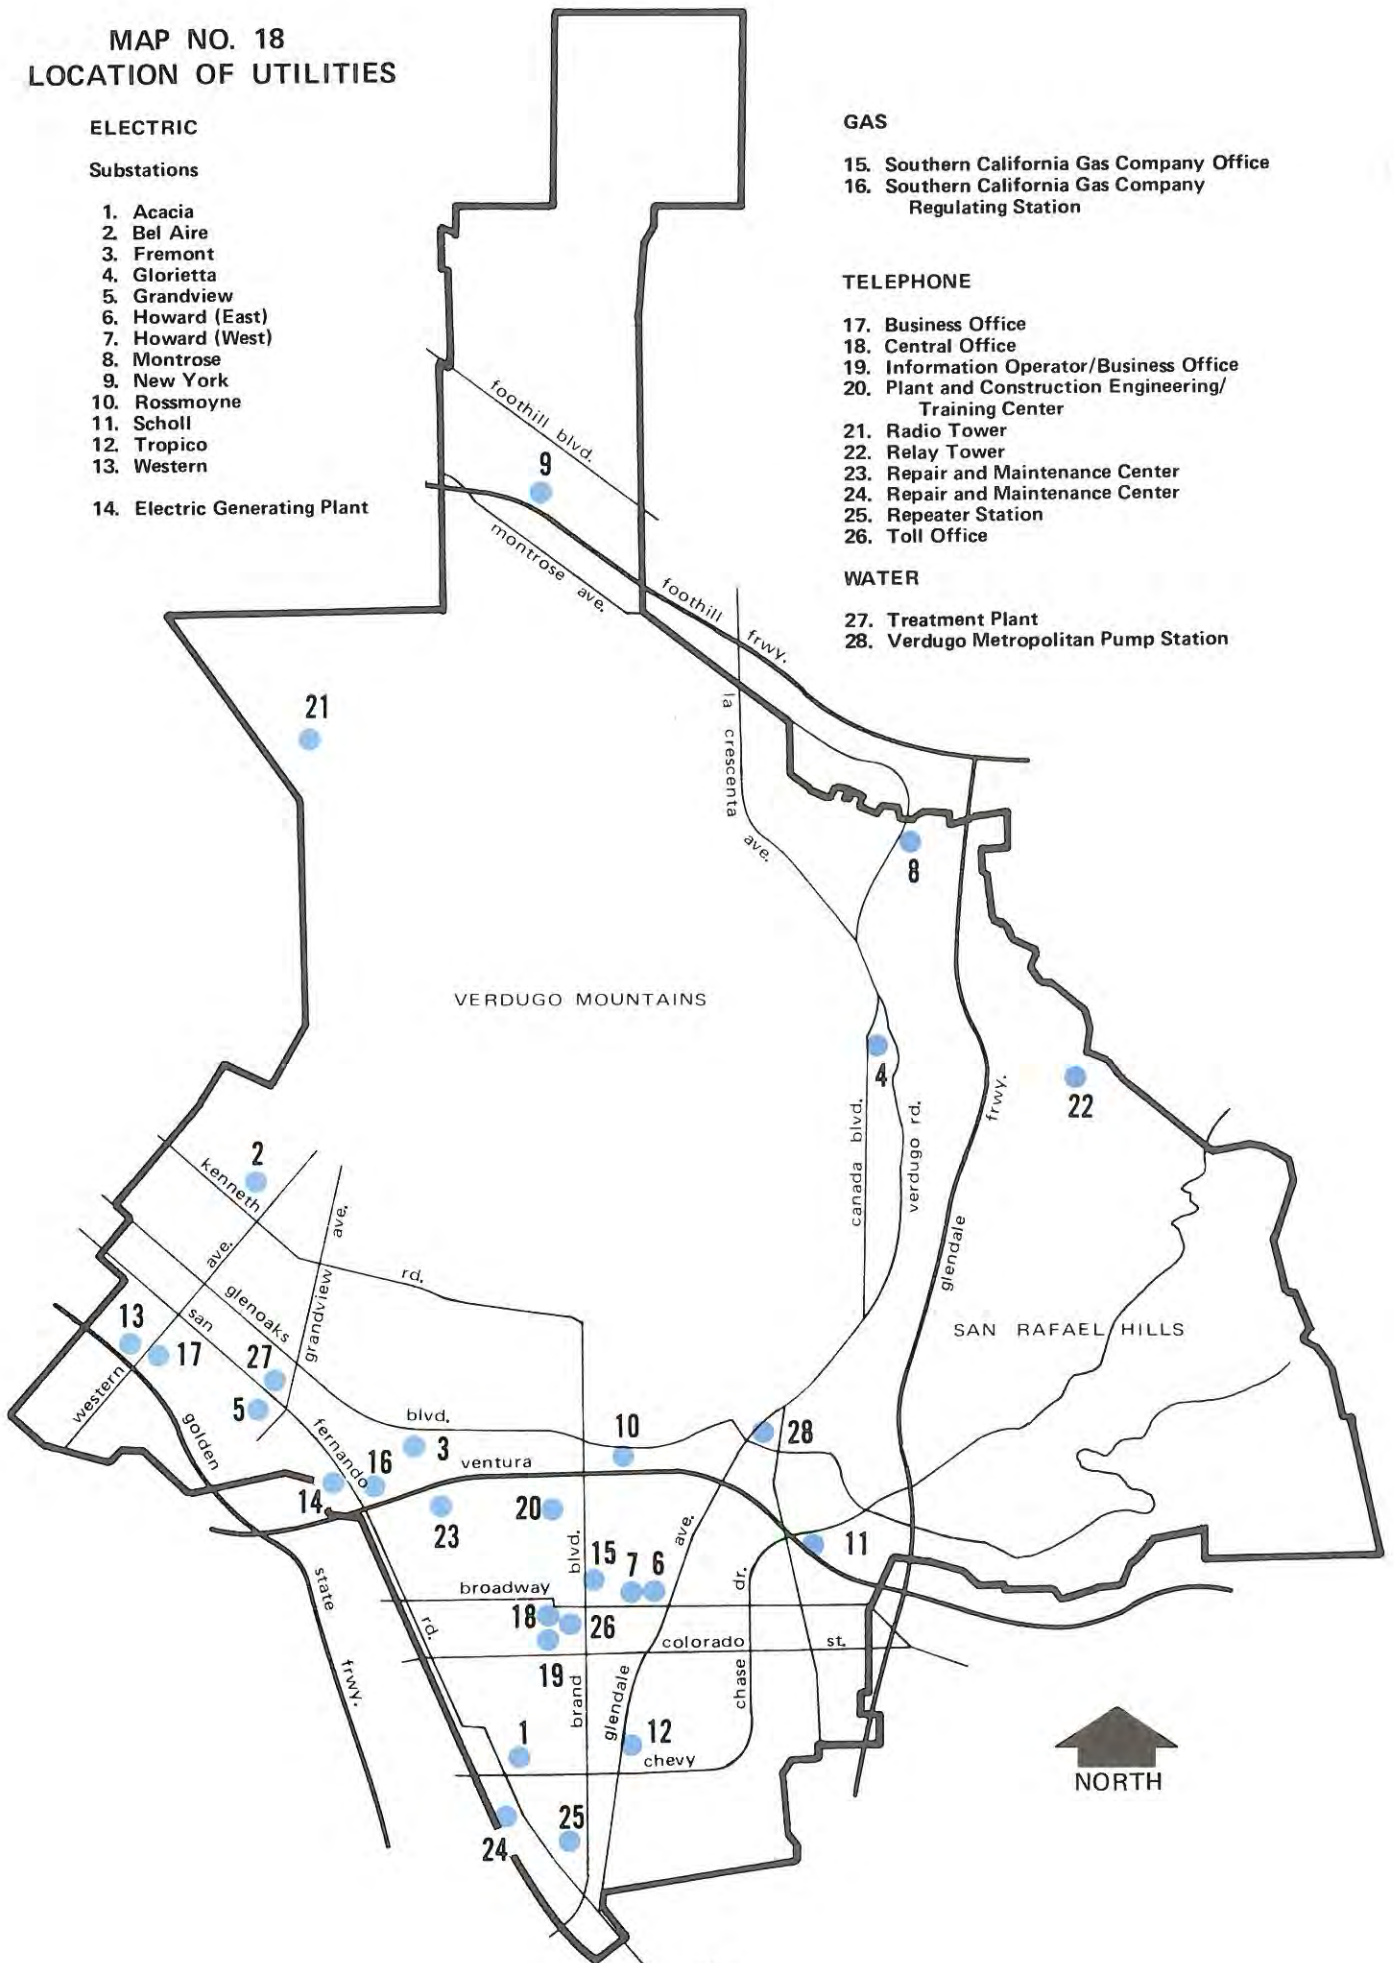 MAP NO. 18
LOCATION OF UTILITIES
ELECTRIC
Substations
1. Acacia
2. Bel Aire
3. Fremont
4. Glorietta
5. Grandview
6. Howard (East)
7. Howard (West)
8. Montrose
9. New York
10. Rossmoyne
11. Scholl
12. Tropico
13. Western
14. Electric Generating Plant
GAS
15. Southern California Gas Company Office
16. Southern California Gas Company
Regulating Station
TELEPHONE
17. Business Office
18. Central Office
19. Information Operator/Business Office
20. Plant and Construction Engineering/
Training Center
21. Radio Tower
22. Relay Tower
23. Repair and Maintenance Center
24. Repair and Maintenance Center
25. Repeater Station
26. Toll Office
WATER
27. Treatment Plant
28. Verdugo Metropolitan Pump Station
foothill blvd.
9
montrose ave.
foothill frwy.
21
la crescenta ave.
8
VERDUGO MOUNTAINS
4
22
canada blvd.
verdugo rd.
glendale frwy.
2
kenneth rd.
western ave.
grandview ave.
glenoaks blvd.
san fernando rd.
13
17
27
5
SAN RAFAEL HILLS
golden state frwy.
10
28
3
16
ventura
14
23
20
11
15
7
6
broadway
brand blvd.
glendale ave.
18
26
colorado st.
19
chevy chase dr.
1
12
25
24
NORTH